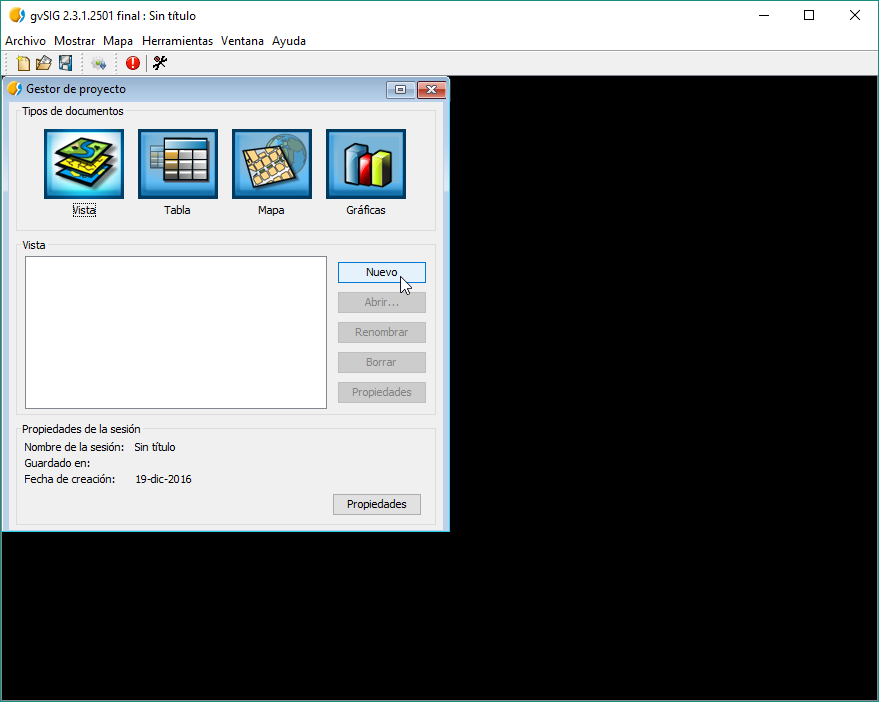 gvSIG 2.3.1.2501 final : Sin título
Archivo Mostrar Mapa Herramientas Ventana Ayuda
Gestor de proyecto
Tipos de documentos
Vista Tabla Mapa Gráficas
Vista
Nuevo
Abrir...
Renombrar
Borrar
Propiedades
Propiedades de la sesión
Nombre de la sesión: Sin título
Guardado en:
Fecha de creación: 19-dic-2016
Propiedades